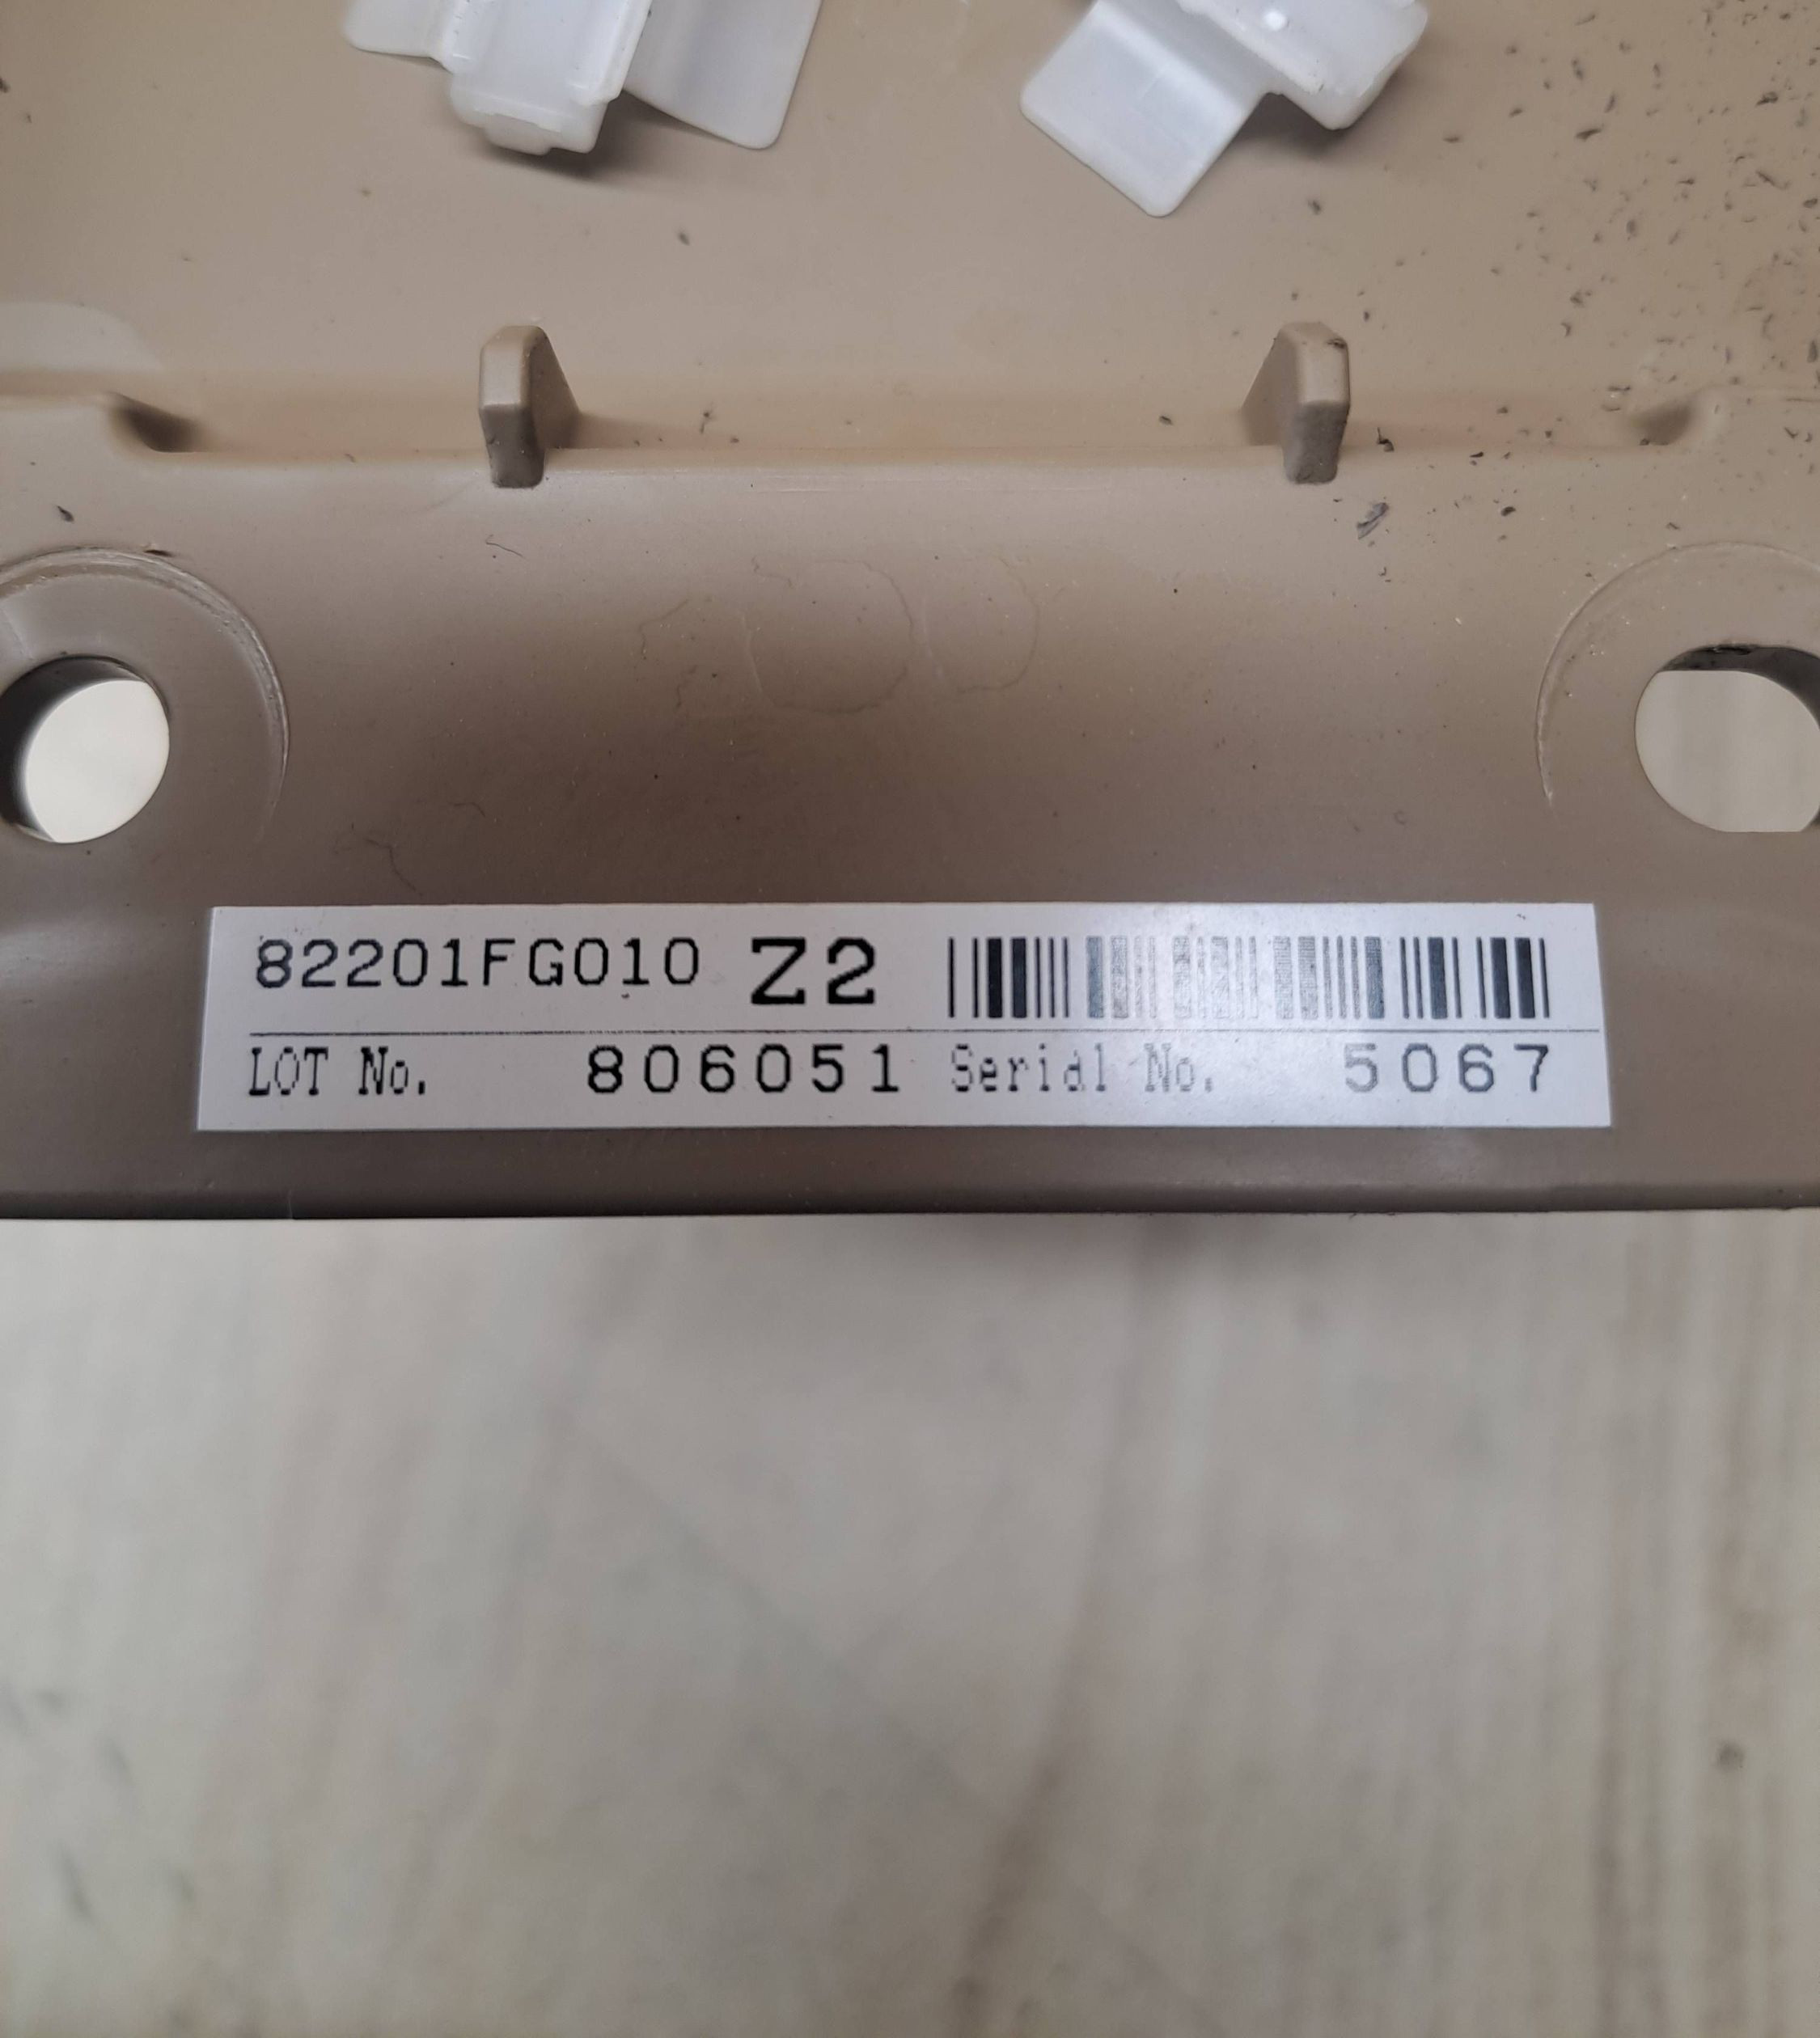 82201FG010 Z2
LOT No. 806051 Serial No. 5067